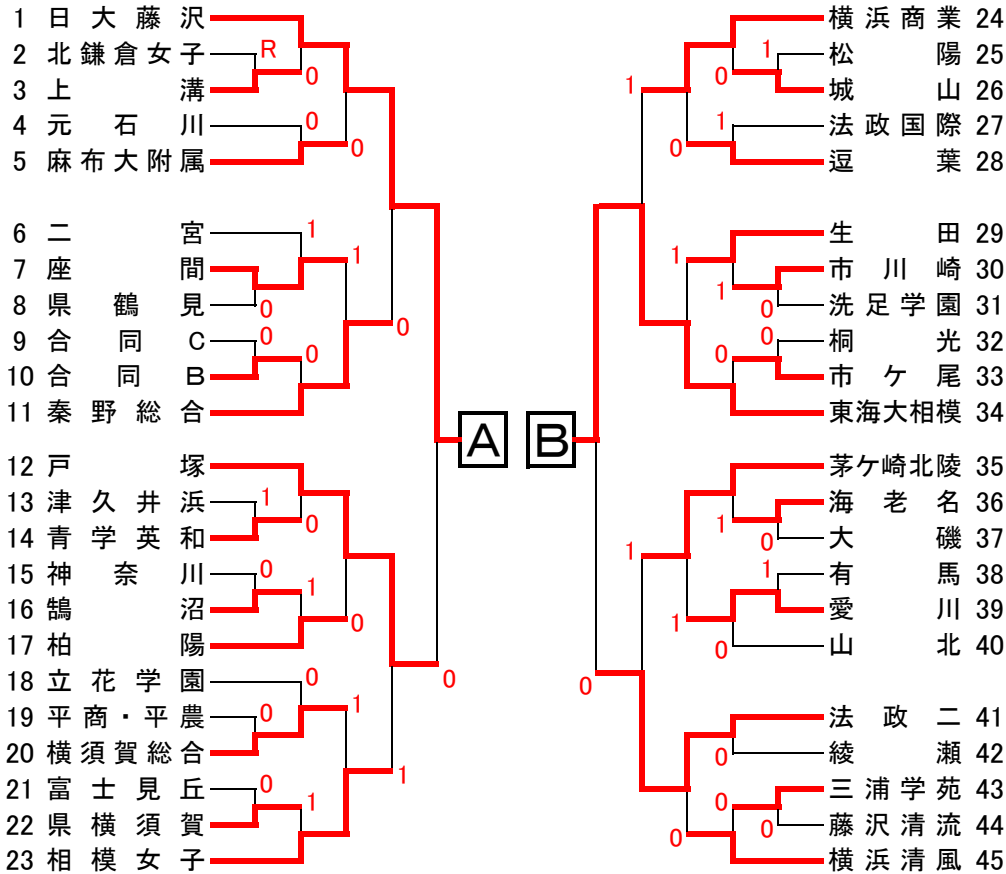 1 日大藤沢
R
2 北鎌倉女子
0
3 上溝
4 元石川
0
0
5 麻布大附属
6 二宮
1
1
7 座間
8 県鶴見
0
0
9 合同C
0
0
10 合同B
11 秦野総合
A
12 戸塚
13 津久井浜
1
0
14 青学英和
15 神奈川
0
1
16 鵠沼
0
17 柏陽
0
18 立花学園
0
1
19 平商・平農
0
20 横須賀総合
1
21 富士見丘
0
1
22 県横須賀
23 相模女子
横浜商業 24
松陽 25
1
0
1
城山 26
法政国際 27
1
0
逗葉 28
生田 29
1
市川崎 30
1
0
洗足学園 31
桐光 32
0
0
市ケ尾 33
東海大相模 34
B
茅ケ崎北陵 35
海老名 36
1
0
大磯 37
1
有馬 38
1
愛川 39
1
0
山北 40
0
法政二 41
綾瀬 42
0
三浦学苑 43
0
0
藤沢清流 44
0
横浜清風 45